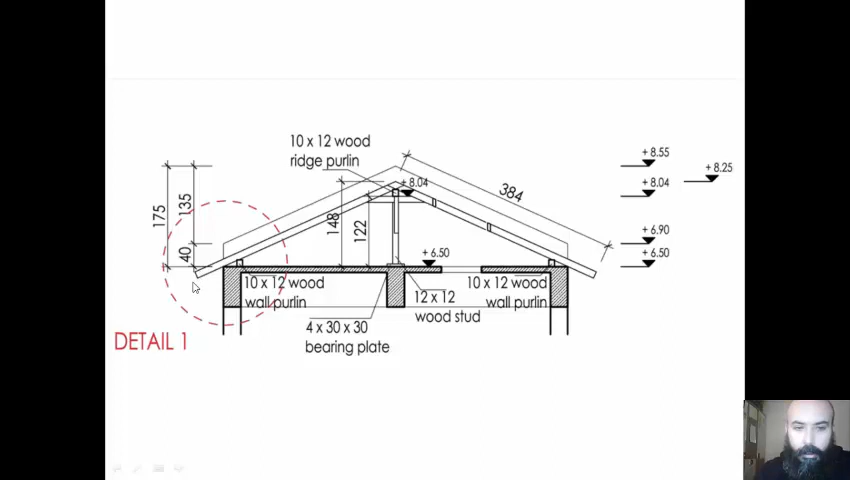 10 x 12 wood
ridge purlin
+ 8.55
+ 8.25
+ 8.04
+ 8.04
384
175
135
148
122
40
+ 6.90
+ 6.50
+ 6.50
10 x 12 wood
wall purlin
12 x 12
wood stud
10 x 12 wood
wall purlin
4 x 30 x 30
bearing plate
DETAIL 1